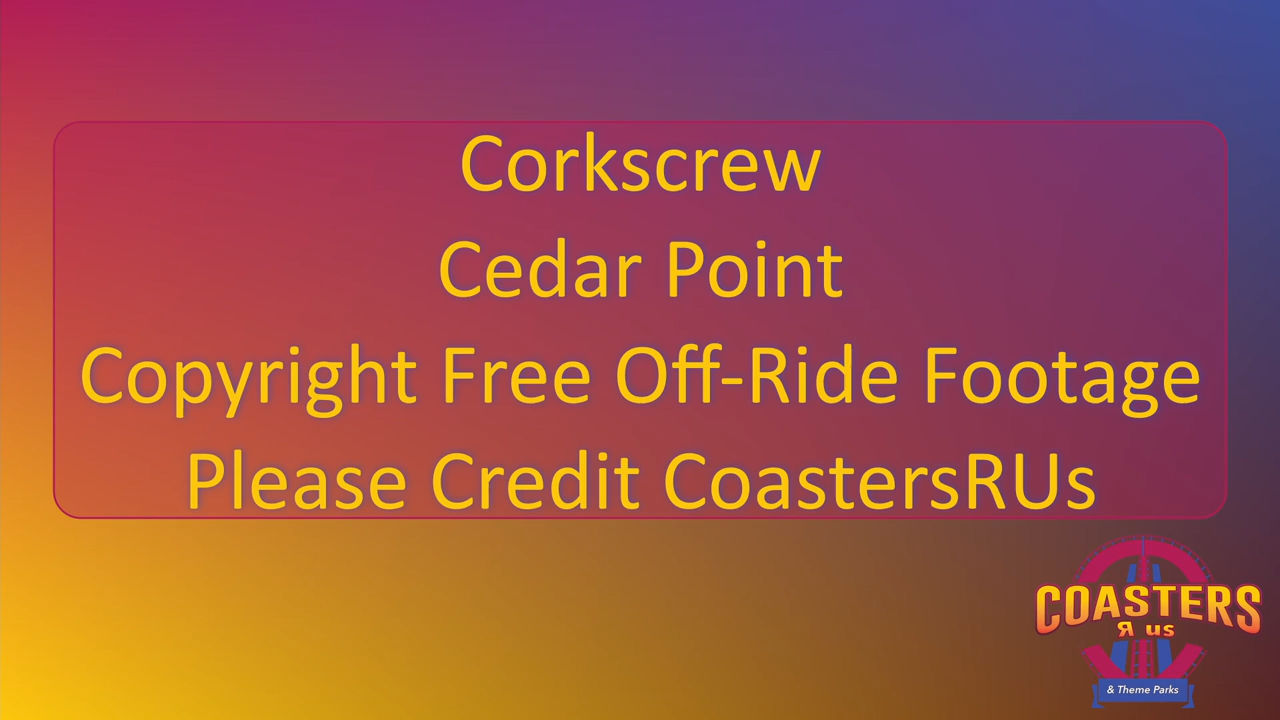 Corkscrew
Cedar Point
Copyright Free Off-Ride Footage
Please Credit CoastersRUs
COASTERS
Я us
& Theme Parks